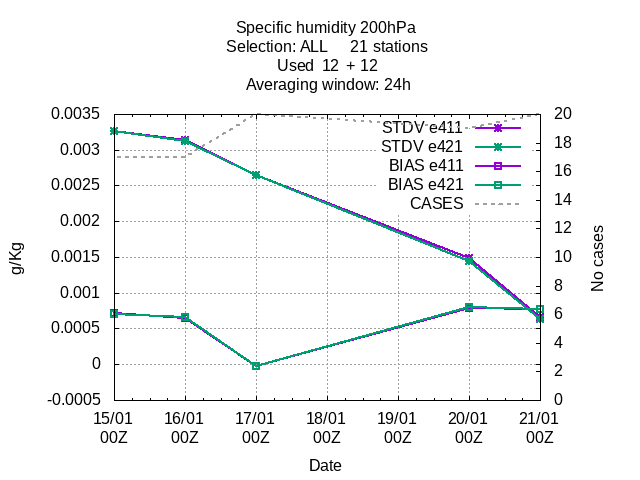 Specific humidity 200hPa
Selection: ALL 21 stations
Used 12 + 12
Averaging window: 24h
0.0035
0.003
0.0025
0.002
0.0015
0.001
0.0005
0
-0.0005
g/Kg
STDV e411
STDV e421
BIAS e411
BIAS e421
CASES
20
18
16
14
12
10
8
6
4
2
0
No cases
15/01 16/01 17/01 18/01 19/01 20/01 21/01
00Z 00Z 00Z 00Z 00Z 00Z 00Z
Date